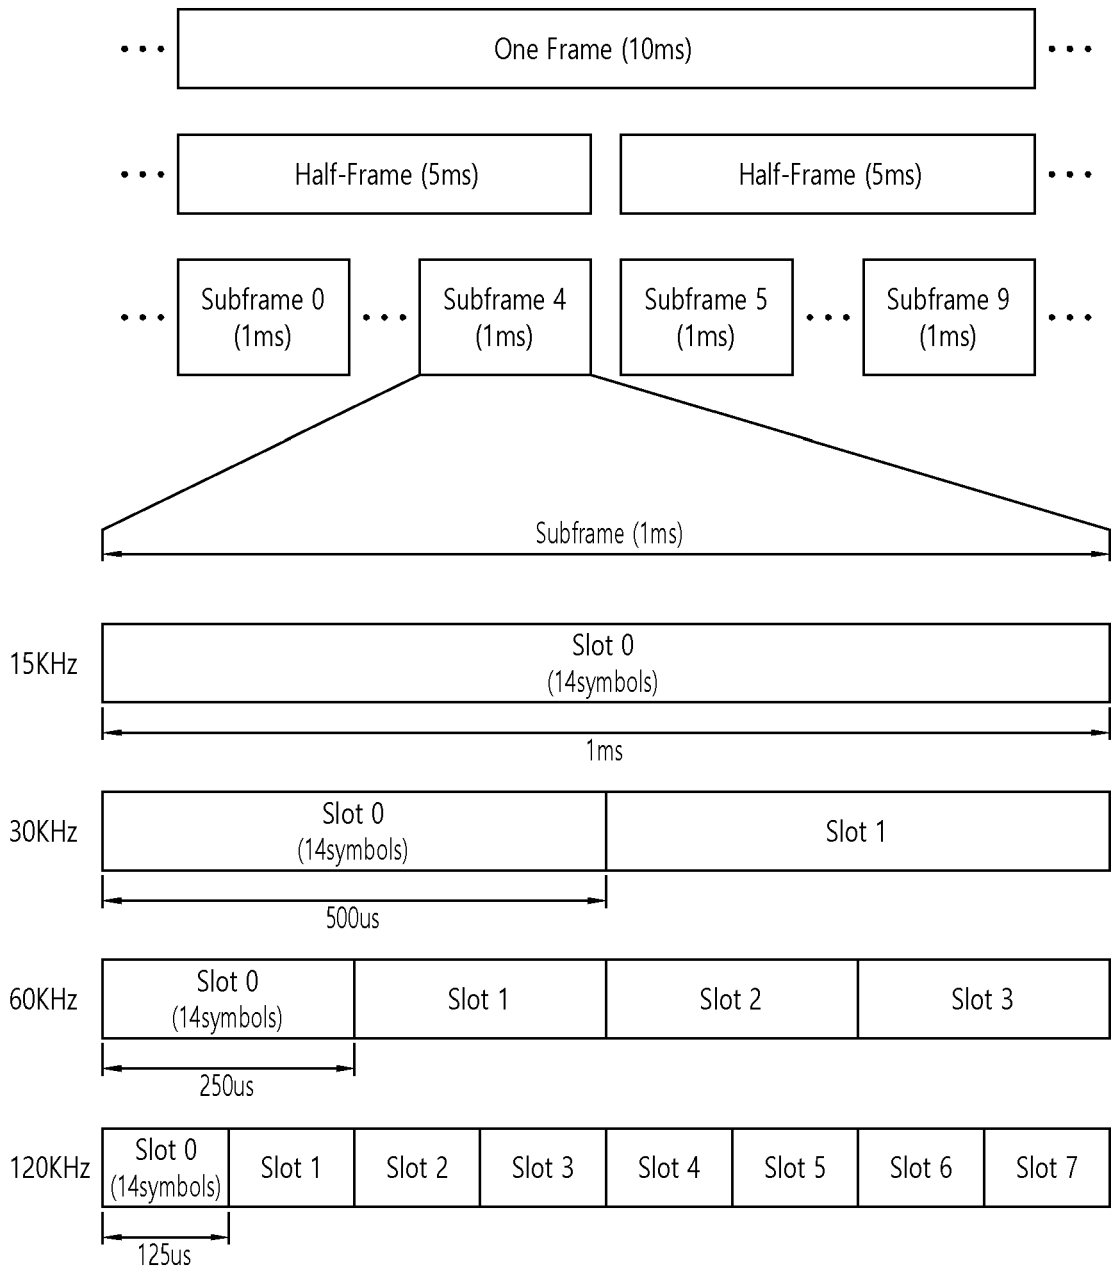 One Frame (10ms)
Half-Frame (5ms)
Half-Frame (5ms)
Subframe 0
(1ms)
Subframe 4
(1ms)
Subframe 5
(1ms)
Subframe 9
(1ms)
Subframe (1ms)
15KHz
Slot 0
(14symbols)
1ms
30KHz
Slot 0
(14symbols)
Slot 1
500us
60KHz
Slot 0
(14symbols)
Slot 1
Slot 2
Slot 3
250us
120KHz
Slot 0
(14symbols)
Slot 1
Slot 2
Slot 3
Slot 4
Slot 5
Slot 6
Slot 7
125us